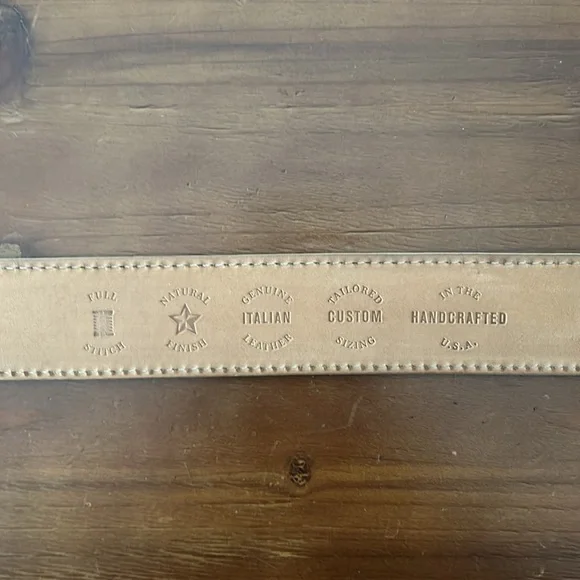 FULL
STITCH
NATURAL
FINISH
GENUINE
ITALIAN
LEATHER
TAILORED
CUSTOM
SIZING
IN THE
HANDCRAFTED
U.S.A.